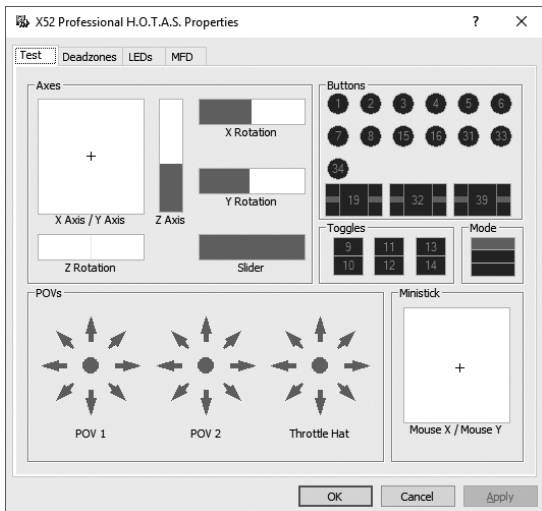 X52 Professional H.O.T.A.S. Properties ? ×
Test Deadzones LEDs MFD
Axes
X Axis / Y Axis
Z Axis
X Rotation
Y Rotation
Z Rotation
Slider
Buttons
1 2 3 4 5 6
7 8 15 16 31 33
34
19 32 39
Toggles
9 11 13
10 12 14
Mode
POVs
POV 1
POV 2
Throttle Hat
Ministick
Mouse X / Mouse Y
OK Cancel Apply